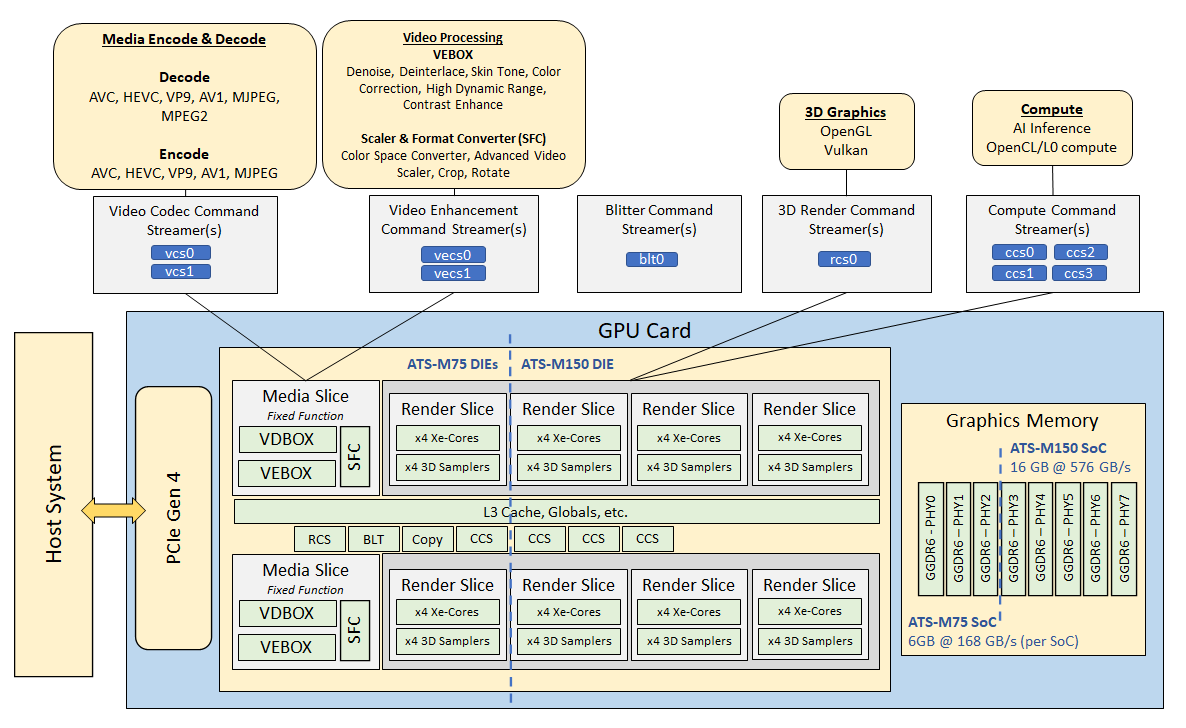 Media Encode & Decode
Decode
AVC, HEVC, VP9, AV1, MJPEG,
MPEG2
Encode
AVC, HEVC, VP9, AV1, MJPEG
Video Processing
VEBOX
Denoise, Deinterlace, Skin Tone, Color
Correction, High Dynamic Range,
Contrast Enhance
Scaler & Format Converter (SFC)
Color Space Converter, Advanced Video
Scaler, Crop, Rotate
3D Graphics
OpenGL
Vulkan
Compute
AI Inference
OpenCL/L0 compute
Video Codec Command
Streamer(s)
vcs0
vcs1
Video Enhancement
Command Streamer(s)
vecs0
vecs1
Blitter Command
Streamer(s)
blt0
3D Render Command
Streamer(s)
rcs0
Compute Command
Streamer(s)
ccs0
ccs2
ccs1
ccs3
GPU Card
Host System
PCIe Gen 4
ATS-M75 DIEs
ATS-M150 DIE
Media Slice
Fixed Function
VDBOX
VEBOX
SFC
Render Slice
x4 Xe-Cores
x4 3D Samplers
Render Slice
x4 Xe-Cores
x4 3D Samplers
Render Slice
x4 Xe-Cores
x4 3D Samplers
Render Slice
x4 Xe-Cores
x4 3D Samplers
L3 Cache, Globals, etc.
RCS
BLT
Copy
CCS
CCS
CCS
CCS
Media Slice
Fixed Function
VDBOX
VEBOX
SFC
Render Slice
x4 Xe-Cores
x4 3D Samplers
Render Slice
x4 Xe-Cores
x4 3D Samplers
Render Slice
x4 Xe-Cores
x4 3D Samplers
Render Slice
x4 Xe-Cores
x4 3D Samplers
Graphics Memory
ATS-M150 SoC
16 GB @ 576 GB/s
GGDR6 - PHY0
GGDR6 – PHY1
GGDR6 – PHY2
GGDR6 – PHY3
GGDR6 – PHY4
GGDR6 – PHY5
GGDR6 – PHY6
GGDR6 – PHY7
ATS-M75 SoC
6GB @ 168 GB/s (per SoC)